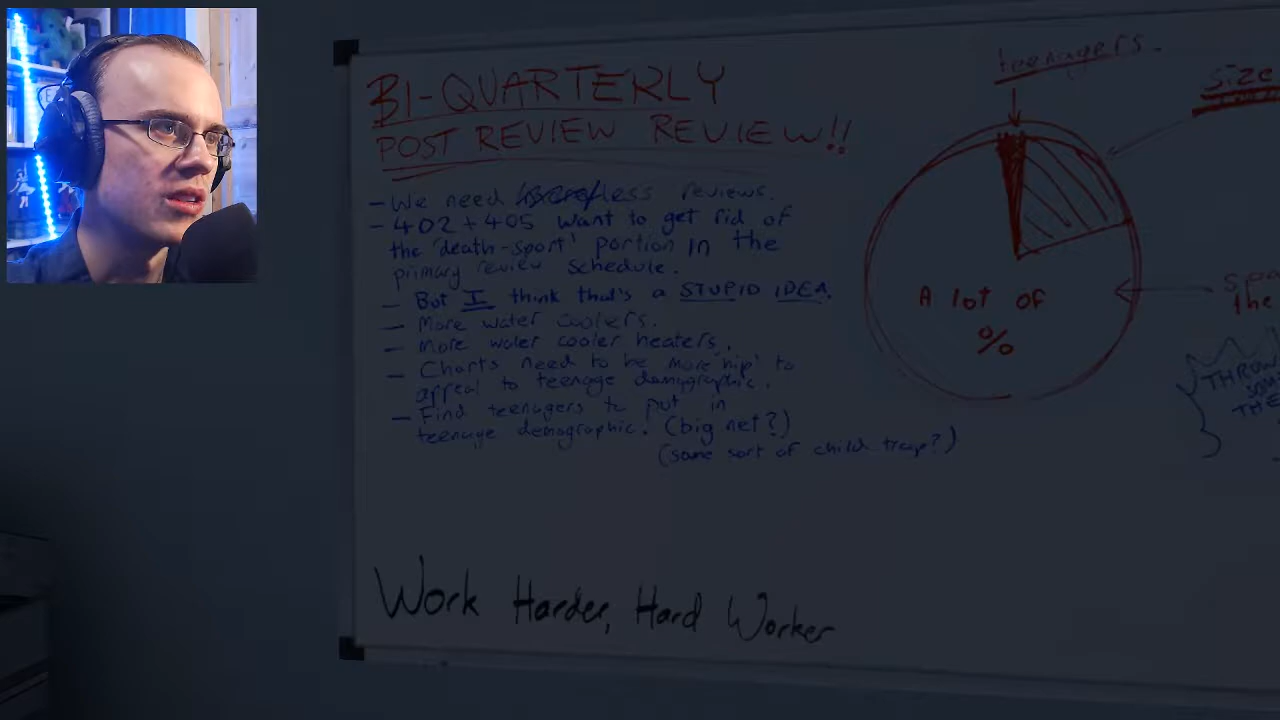 teenagers.
size
BI-QUARTERLY
POST REVIEW REVIEW!!
- We need less reviews.
- 402 + 405 want to get rid of
the 'death-sport' portion in the
primary review schedule.
- But I think that's a STUPID IDEA.
- More water coolers.
- More water cooler heaters.
- Charts need to be more 'hip' to
appeal to teenage demographic.
- Find teenagers to put in
teenage demographic. (big net?)
(some sort of child trap?)
A lot of
%
the
THE
Work Harder, Hard Worker